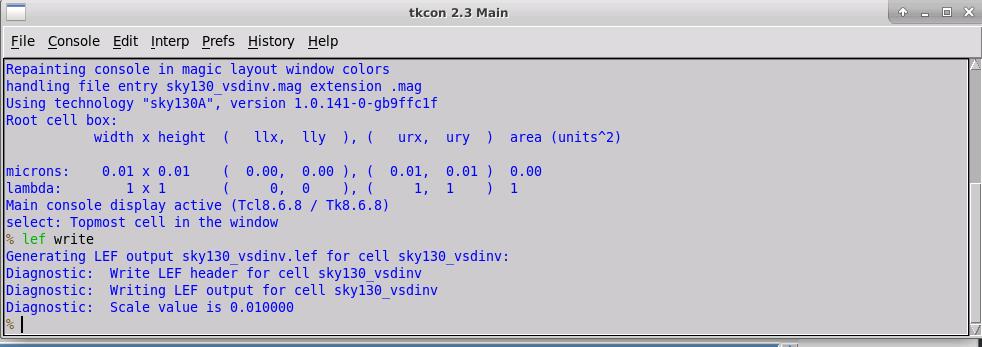 tkcon 2.3 Main
File Console Edit Interp Prefs History Help
Repainting console in magic layout window colors
handling file entry sky130_vsdinv.mag extension .mag
Using technology "sky130A", version 1.0.141-0-gb9ffc1f
Root cell box:
width x height ( llx, lly ), ( urx, ury ) area (units^2)
microns: 0.01 x 0.01 ( 0.00, 0.00 ), ( 0.01, 0.01 ) 0.00
lambda: 1 x 1 ( 0, 0 ), ( 1, 1 ) 1
Main console display active (Tcl8.6.8 / Tk8.6.8)
select: Topmost cell in the window
% lef write
Generating LEF output sky130_vsdinv.lef for cell sky130_vsdinv:
Diagnostic: Write LEF header for cell sky130_vsdinv
Diagnostic: Writing LEF output for cell sky130_vsdinv
Diagnostic: Scale value is 0.010000
%